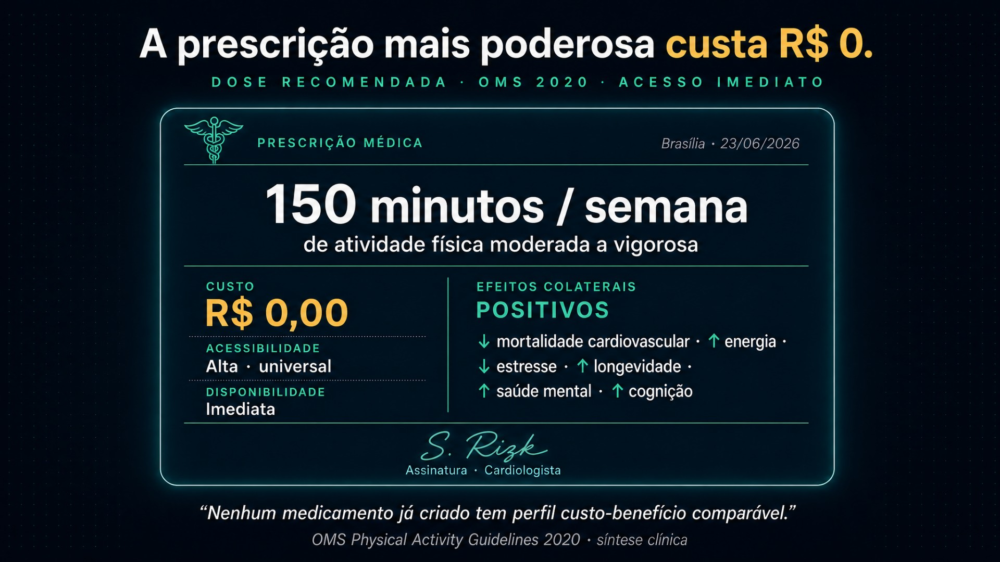 A prescrição mais poderosa custa R$ 0.
DOSE RECOMENDADA · OMS 2020 · ACESSO IMEDIATO
PRESCRIÇÃO MÉDICA
Brasília · 23/06/2026
150 minutos / semana
de atividade física moderada a vigorosa
CUSTO
R$ 0,00
ACESSIBILIDADE
Alta · universal
DISPONIBILIDADE
Imediata
EFEITOS COLATERAIS
POSITIVOS
↓ mortalidade cardiovascular · ↑ energia ·
↓ estresse · ↑ longevidade ·
↑ saúde mental · ↑ cognição
S. Rizk
Assinatura · Cardiologista
“Nenhum medicamento já criado tem perfil custo-benefício comparável.”
OMS Physical Activity Guidelines 2020 · síntese clínica